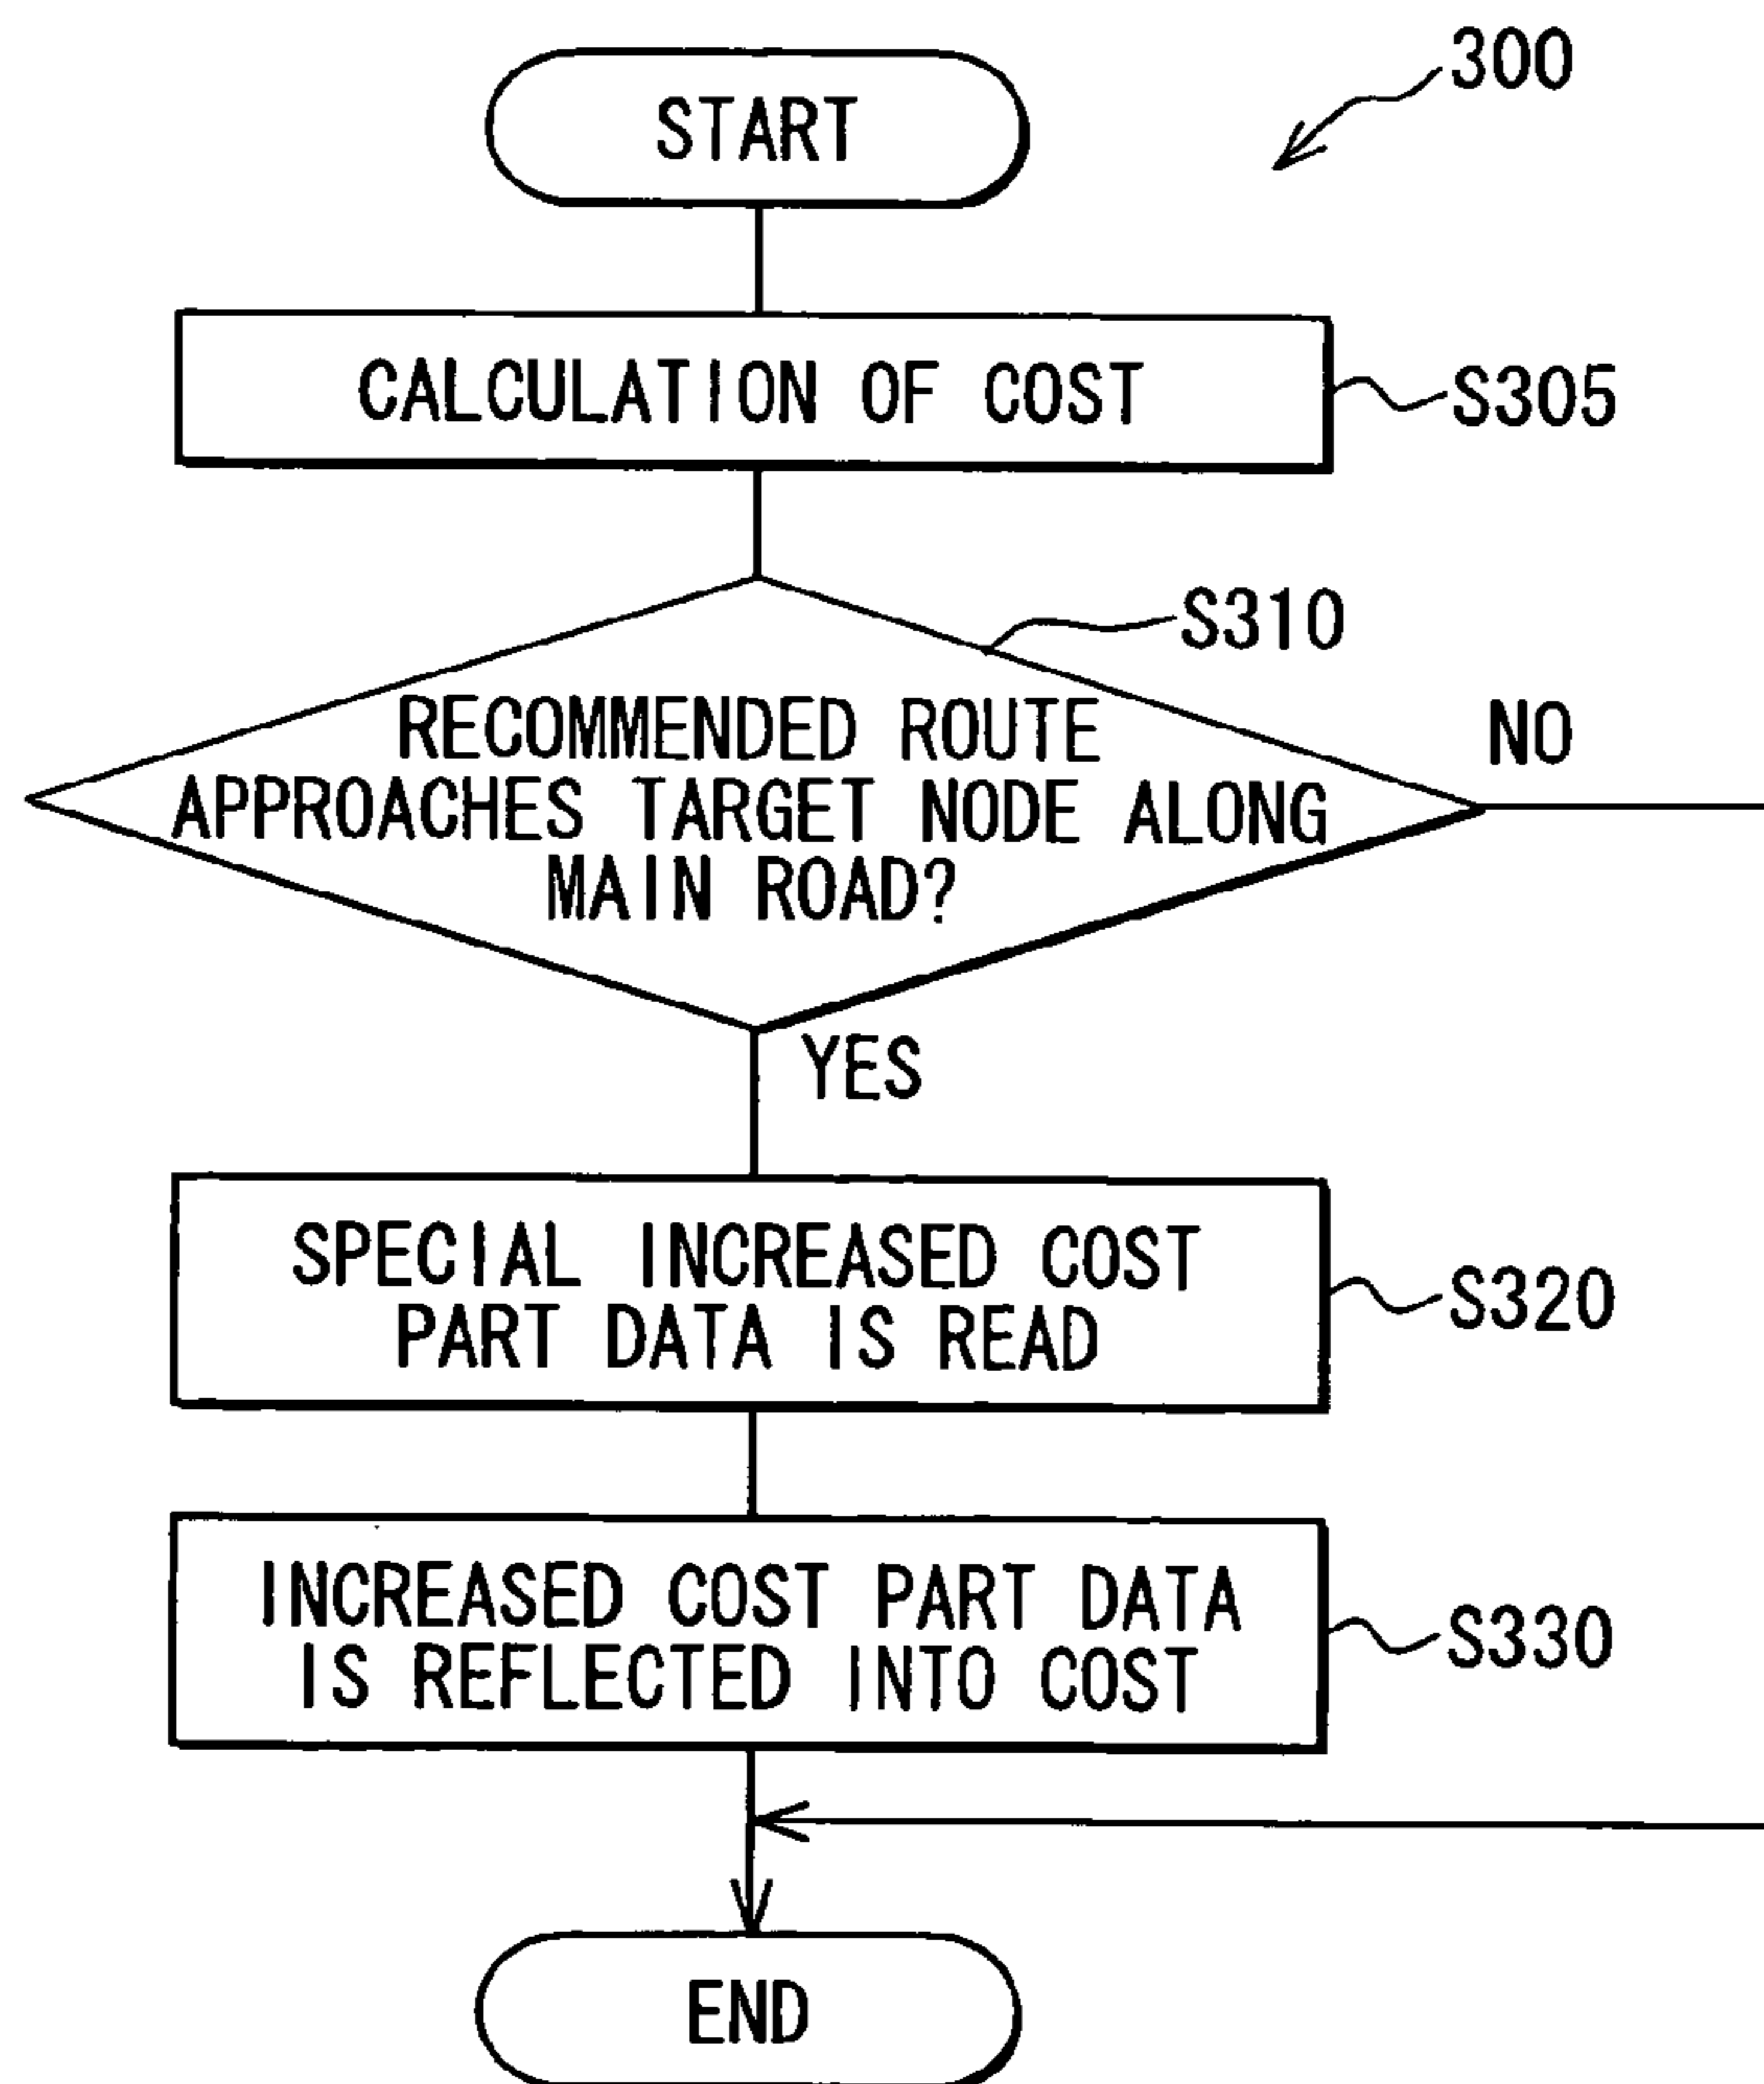 300
START
CALCULATION OF COST
S305
S310
RECOMMENDED ROUTE
APPROACHES TARGET NODE ALONG
MAIN ROAD?
NO
YES
SPECIAL INCREASED COST
PART DATA IS READ
S320
INCREASED COST PART DATA
IS REFLECTED INTO COST
S330
END